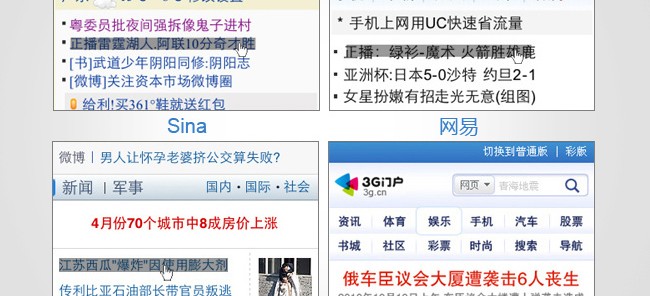 粤委员批夜间强拆像鬼子进村
正播雷霆湖人,阿联10分奇才胜
[书]武道少年阴阳同修:阴阳志
[微博]关注资本市场微博圈
给利!买361°鞋就送红包
手机上网用UC快速省流量
正播：绿衫-魔术 火箭胜雄鹿
亚洲杯:日本5-0沙特 约旦2-1
女星扮嫩有招走光无意(组图)
Sina
网易
微博 | 男人让怀孕老婆挤公交算失败?
新闻 | 军事
国内·国际·社会
4月份70个城市中8成房价上涨
江苏西瓜"爆炸"因使用膨大剂
传利比亚石油部长带官员叛逃
切换到普通版 | 彩版
3G门户
3g.cn
网页
青海地震
资讯 体育 娱乐 手机 汽车 股票
书城 社区 彩票 时尚 搜索 导航
俄车臣议会大厦遭袭击6人丧生